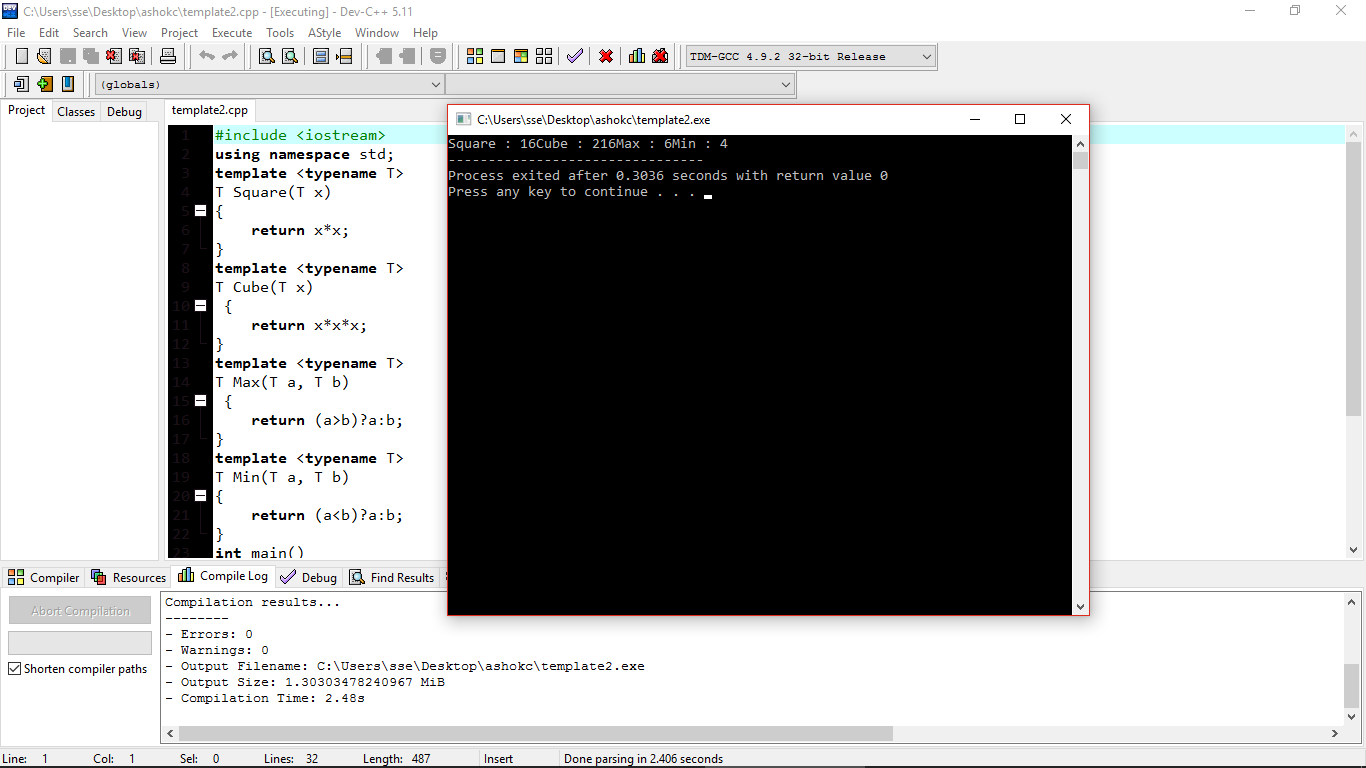 C:\Users\sse\Desktop\ashokc\template2.cpp - [Executing] - Dev-C++ 5.11
File Edit Search View Project Execute Tools AStyle Window Help
TDM-GCC 4.9.2 32-bit Release
(globals)
Project Classes Debug
template2.cpp
1 #include <iostream>
2 using namespace std;
3 template <typename T>
4 T Square(T x)
5 {
6 return x*x;
7 }
8 template <typename T>
9 T Cube(T x)
10 {
11 return x*x*x;
12 }
13 template <typename T>
14 T Max(T a, T b)
15 {
16 return (a>b)?a:b;
17 }
18 template <typename T>
19 T Min(T a, T b)
20 {
21 return (a<b)?a:b;
22 }
23 int main()
C:\Users\sse\Desktop\ashokc\template2.exe
Square : 16Cube : 216Max : 6Min : 4
--------------------------------
Process exited after 0.3036 seconds with return value 0
Press any key to continue . . .
Compiler Resources Compile Log Debug Find Results
Abort Compilation
Shorten compiler paths
Compilation results...
--------
- Errors: 0
- Warnings: 0
- Output Filename: C:\Users\sse\Desktop\ashokc\template2.exe
- Output Size: 1.30303478240967 MiB
- Compilation Time: 2.48s
Line: 1 Col: 1 Sel: 0 Lines: 32 Length: 487 Insert Done parsing in 2.406 seconds